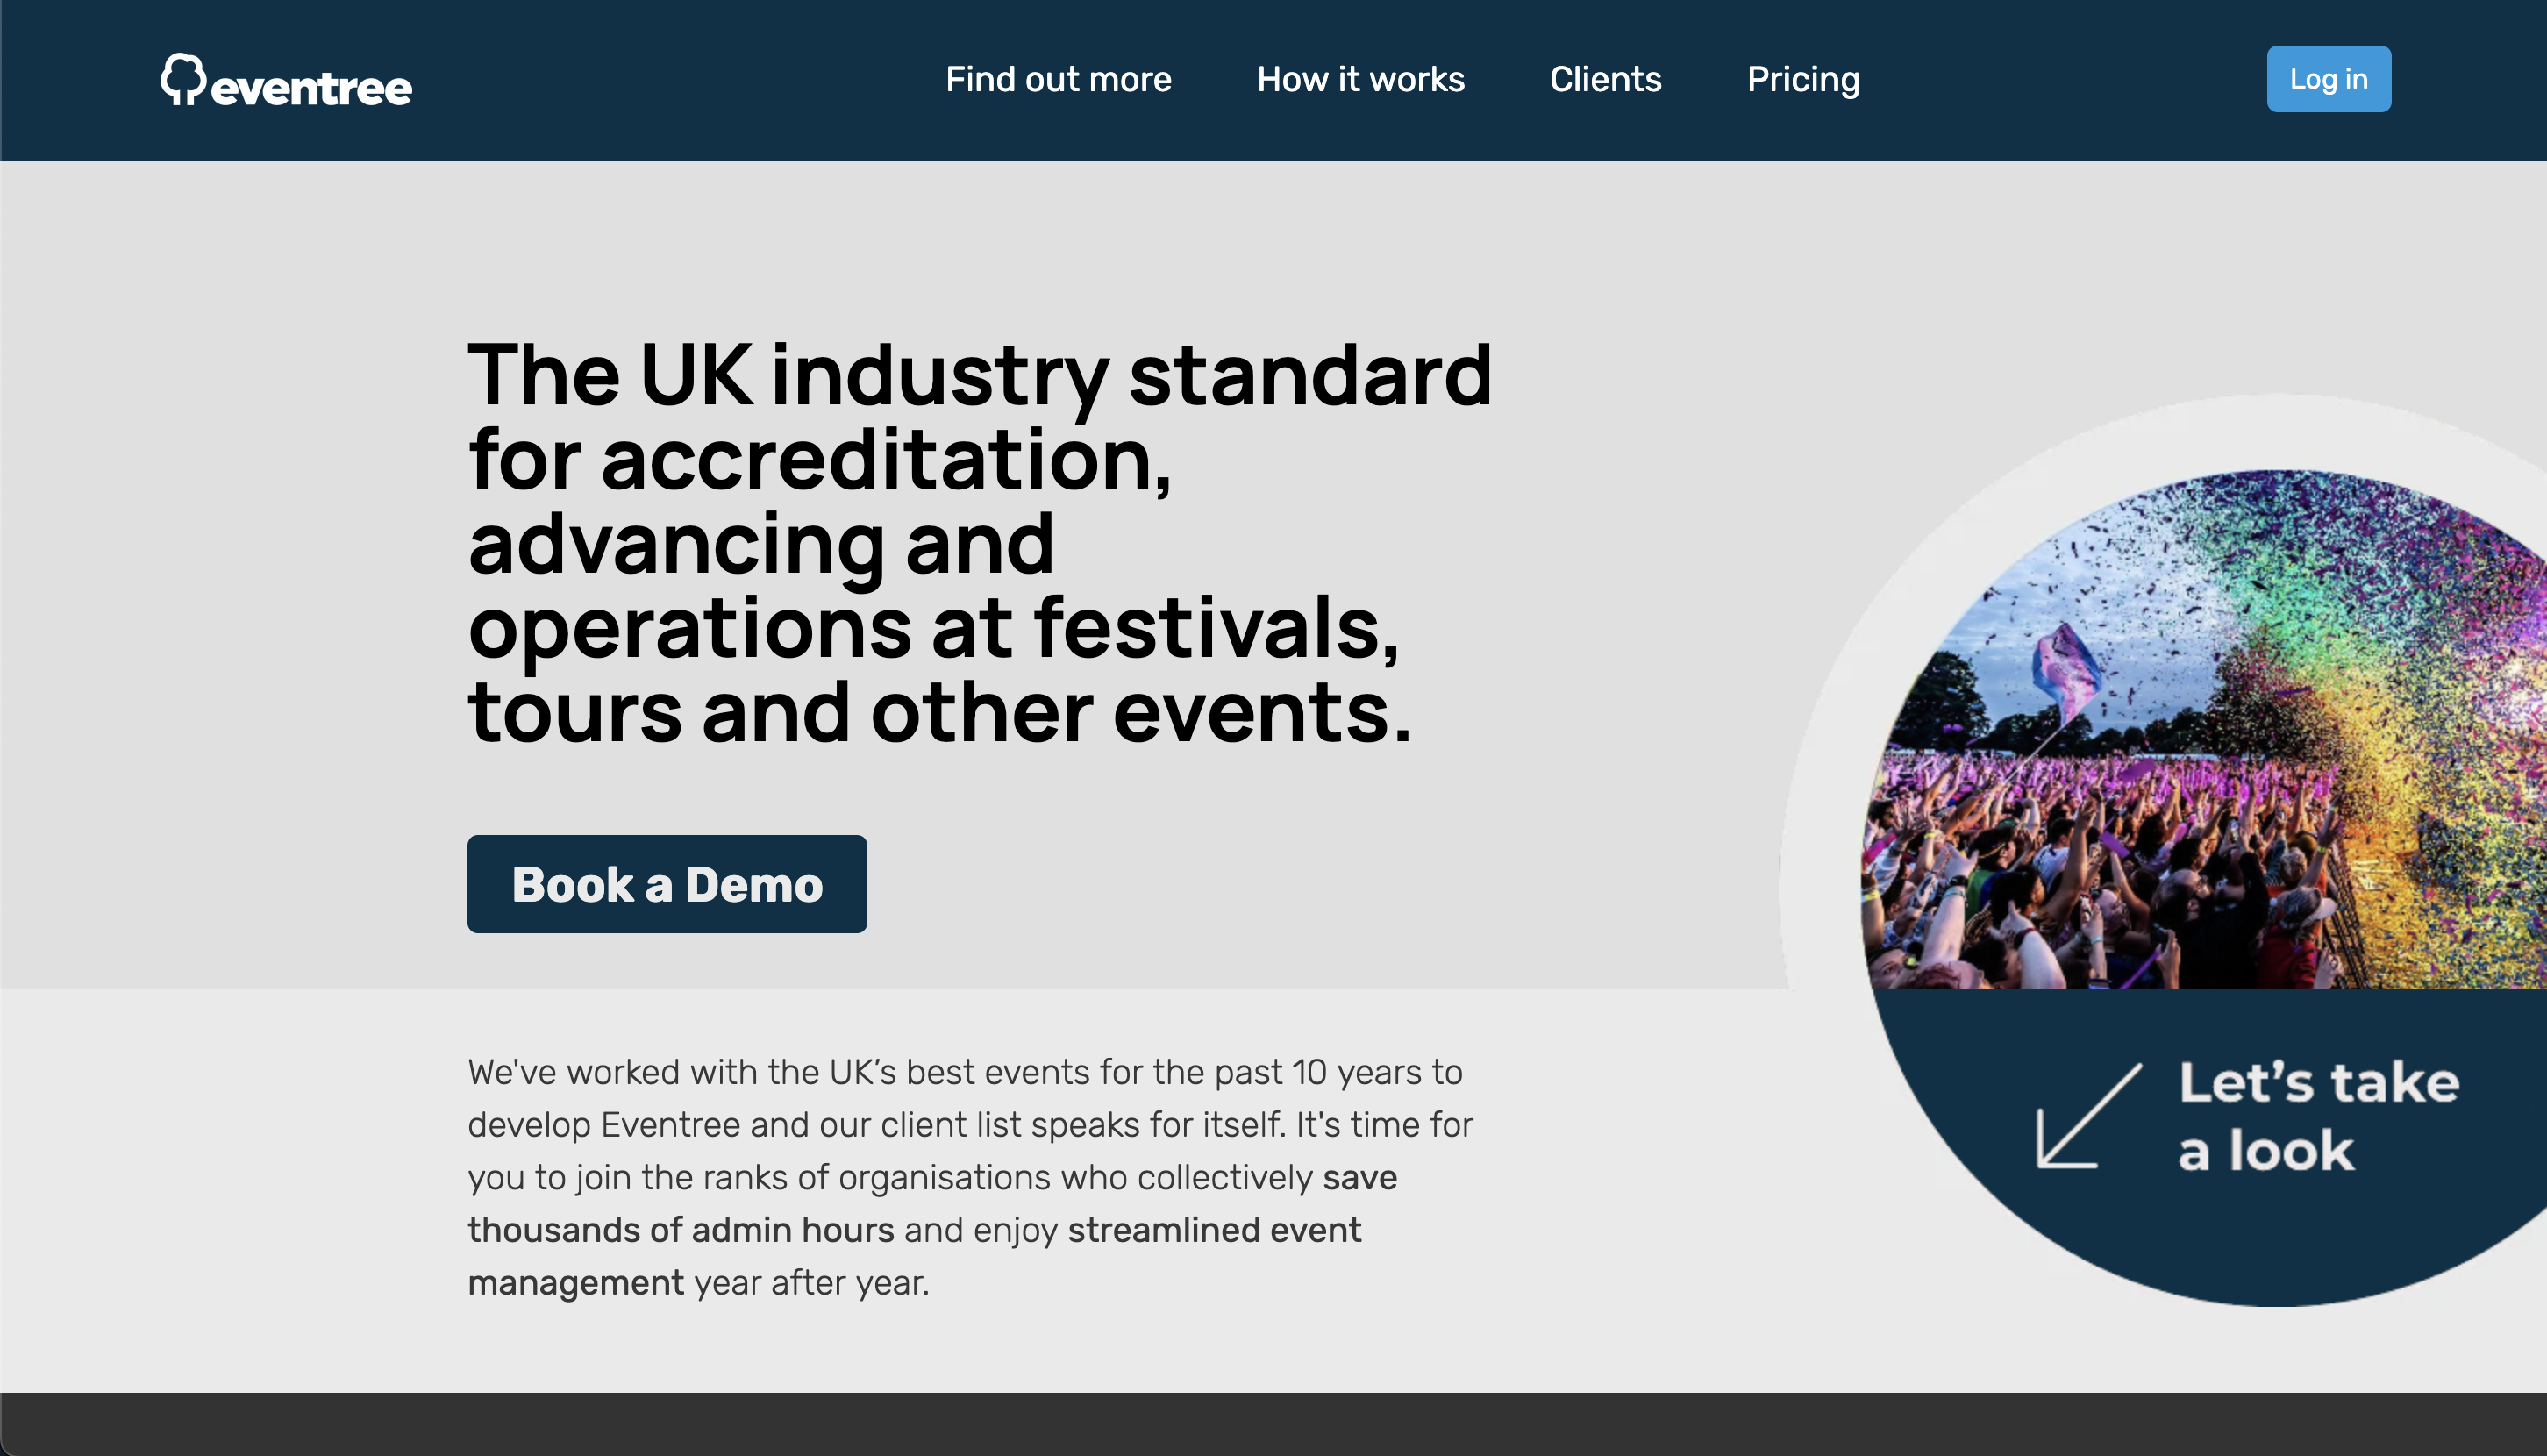 eventree
Find out more
How it works
Clients
Pricing
Log in
The UK industry standard
for accreditation,
advancing and
operations at festivals,
tours and other events.
Book a Demo
We've worked with the UK’s best events for the past 10 years to
develop Eventree and our client list speaks for itself. It's time for
you to join the ranks of organisations who collectively save
thousands of admin hours and enjoy streamlined event
management year after year.
Let’s take
a look